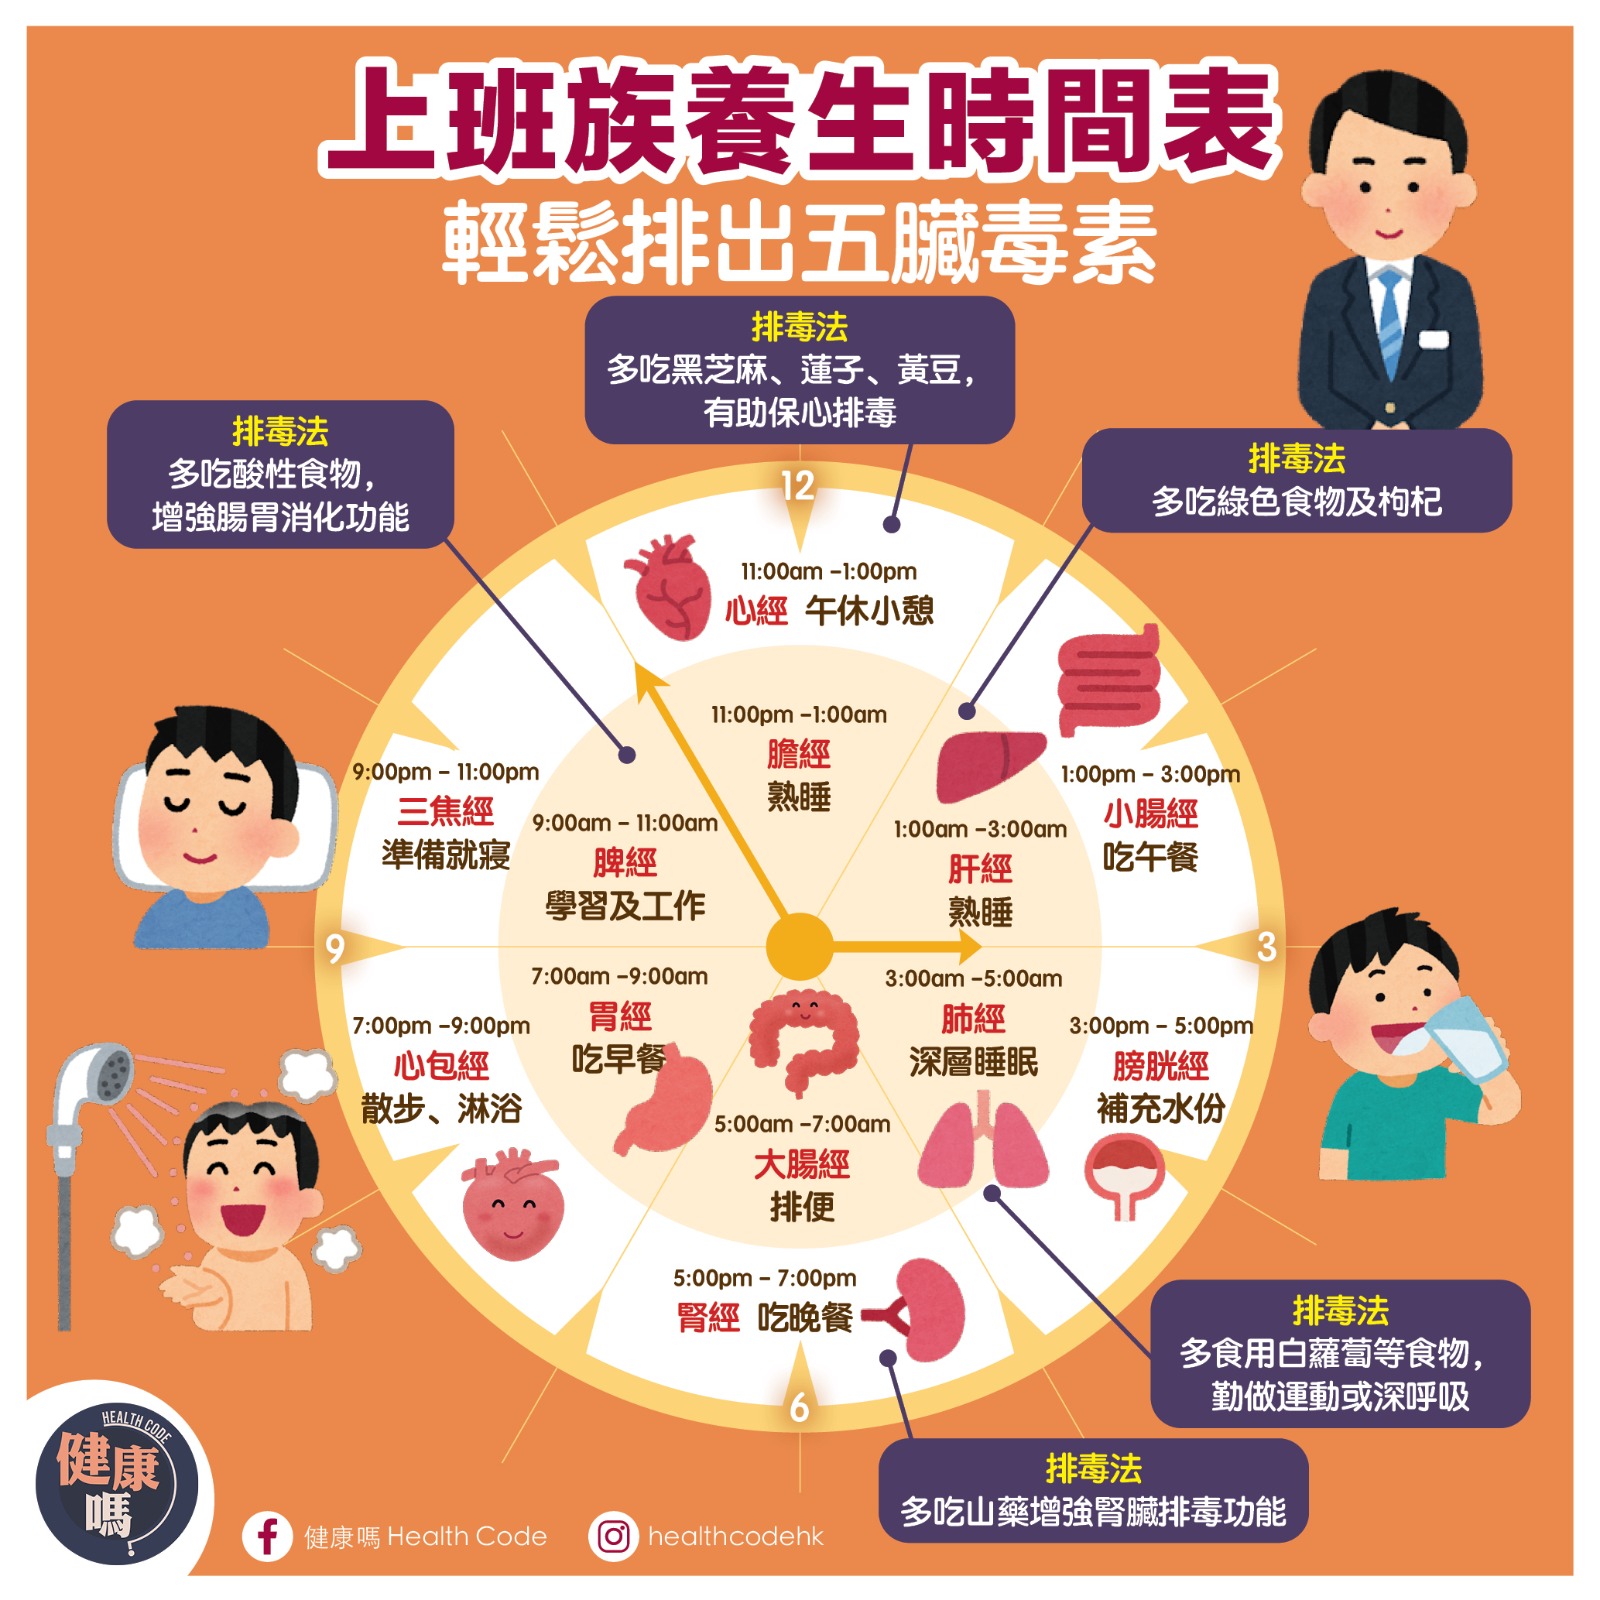 上班族養生時間表
輕鬆排出五臟毒素
排毒法
多吃黑芝麻、蓮子、黃豆，
有助保心排毒
排毒法
多吃酸性食物，
增強腸胃消化功能
排毒法
多吃綠色食物及枸杞
12
11:00am -1:00pm
心經 午休小憩
11:00pm -1:00am
膽經
熟睡
9:00pm - 11:00pm
三焦經
準備就寢
9:00am - 11:00am
脾經
學習及工作
1:00am -3:00am
肝經
熟睡
1:00pm - 3:00pm
小腸經
吃午餐
9
3
7:00pm -9:00pm
心包經
散步、淋浴
7:00am -9:00am
胃經
吃早餐
3:00am -5:00am
肺經
深層睡眠
3:00pm - 5:00pm
膀胱經
補充水份
5:00am -7:00am
大腸經
排便
5:00pm - 7:00pm
腎經 吃晚餐
6
排毒法
多食用白蘿蔔等食物，
勤做運動或深呼吸
排毒法
多吃山藥增強腎臟排毒功能
HEALTH CODE
健康
嗎
健康嗎 Health Code
healthcodehk